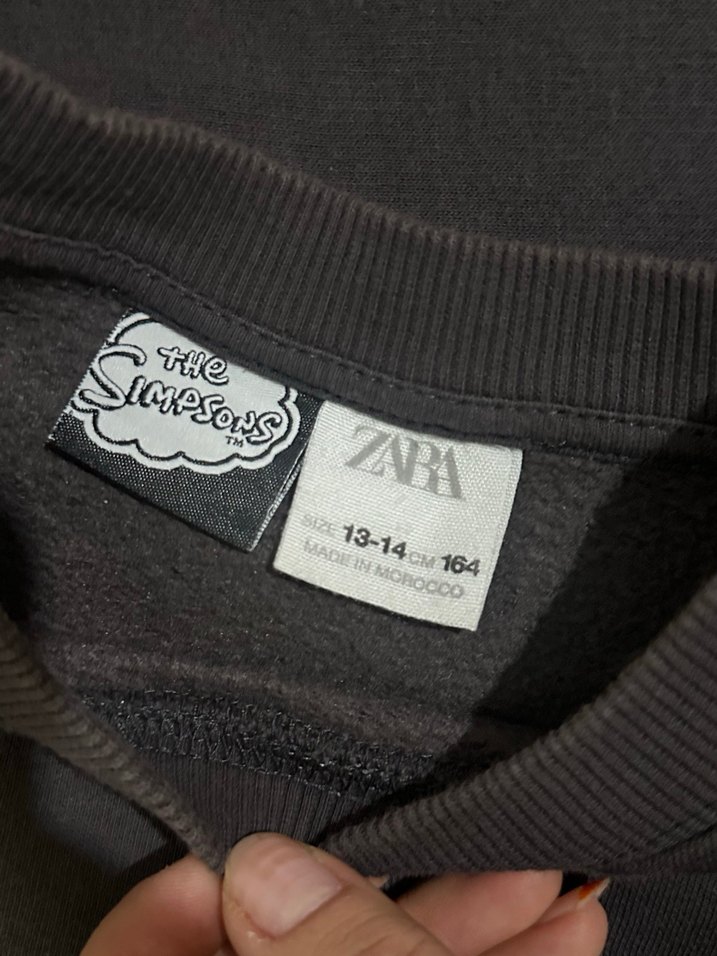 THe
SIMPSONS
TM
ZARA
SIZE 13-14 CM 164
MADE IN MOROCCO